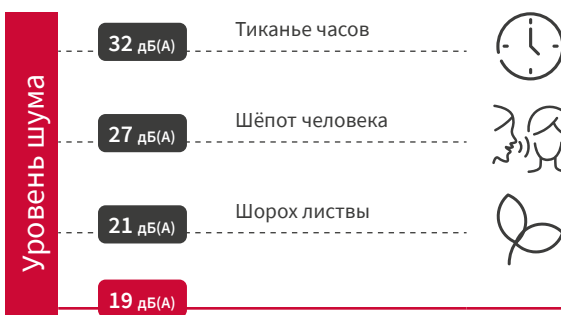 Уровень шума
32 дБ(А) Тиканье часов
27 дБ(А) Шёпот человека
21 дБ(А) Шорох листвы
19 дБ(А)